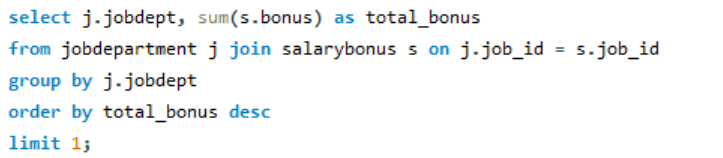 select j.jobdept, sum(s.bonus) as total_bonus
from jobdepartment j join salarybonus s on j.job_id = s.job_id
group by j.jobdept
order by total_bonus desc
limit 1;